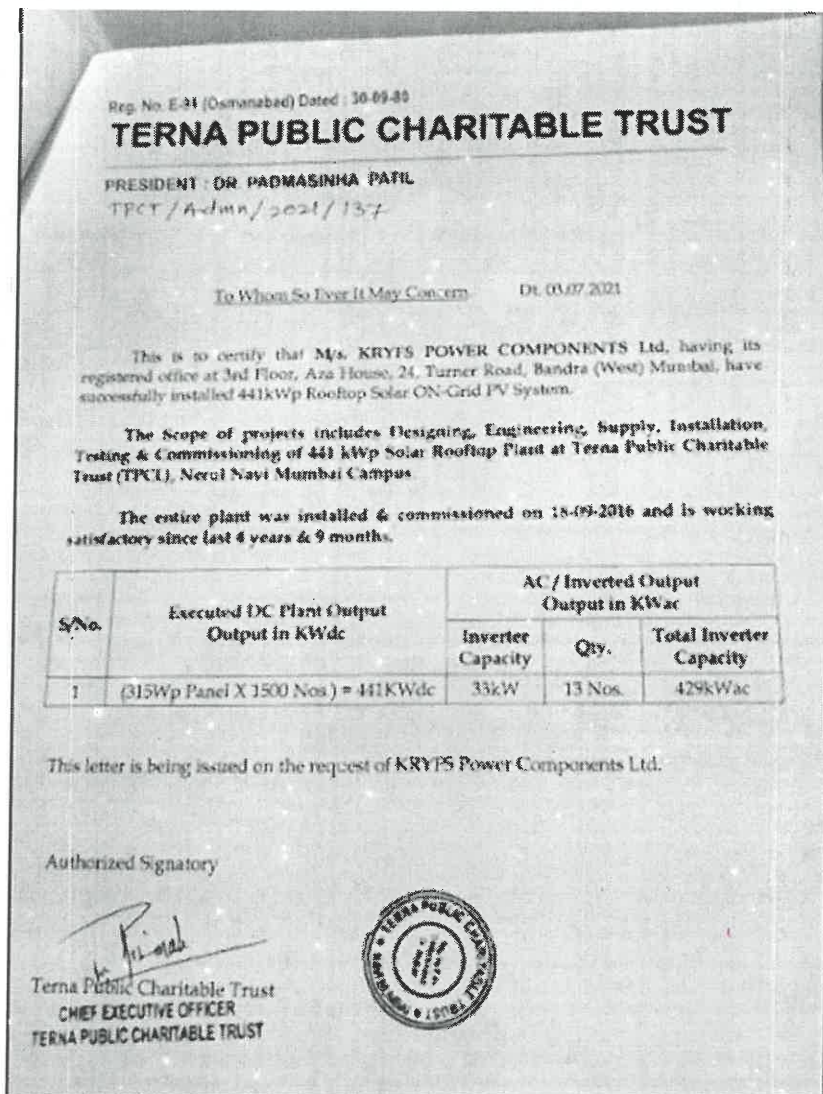 Reg. No. E-91 (Osmanabad) Dated : 30-09-80
TERNA PUBLIC CHARITABLE TRUST
PRESIDENT : DR. PADMASINHA PATIL
TPCT/Admn/2021/137
To Whom So Ever It May Concern Dt. 03.07.2021
This is to certify that M/s. KRYFS POWER COMPONENTS Ltd, having its
registered office at 3rd Floor, Aza House, 24, Turner Road, Bandra (West) Mumbai, have
successfully installed 441kWp Rooftop Solar ON-Grid PV System.
The Scope of projects includes Designing, Engineering, Supply, Installation,
Testing & Commissioning of 441 kWp Solar Rooftop Plant at Terna Public Charitable
Trust (TPCT), Nerul Navi Mumbai Campus
The entire plant was installed & commissioned on 18-09-2016 and is working
satisfactory since last 4 years & 9 months.
S/No. Executed DC Plant Output Output in KWdc AC / Inverted Output Output in KWac
Inverter Capacity Qty. Total Inverter Capacity
1 (315Wp Panel X 1500 Nos ) = 441KWdc 33kW 13 Nos. 429kWac
This letter is being issued on the request of KRYFS Power Components Ltd.
Authorized Signatory
Terna Public Charitable Trust
CHIEF EXECUTIVE OFFICER
TERNA PUBLIC CHARITABLE TRUST
TERNA PUBLIC CHARITABLE TRUST